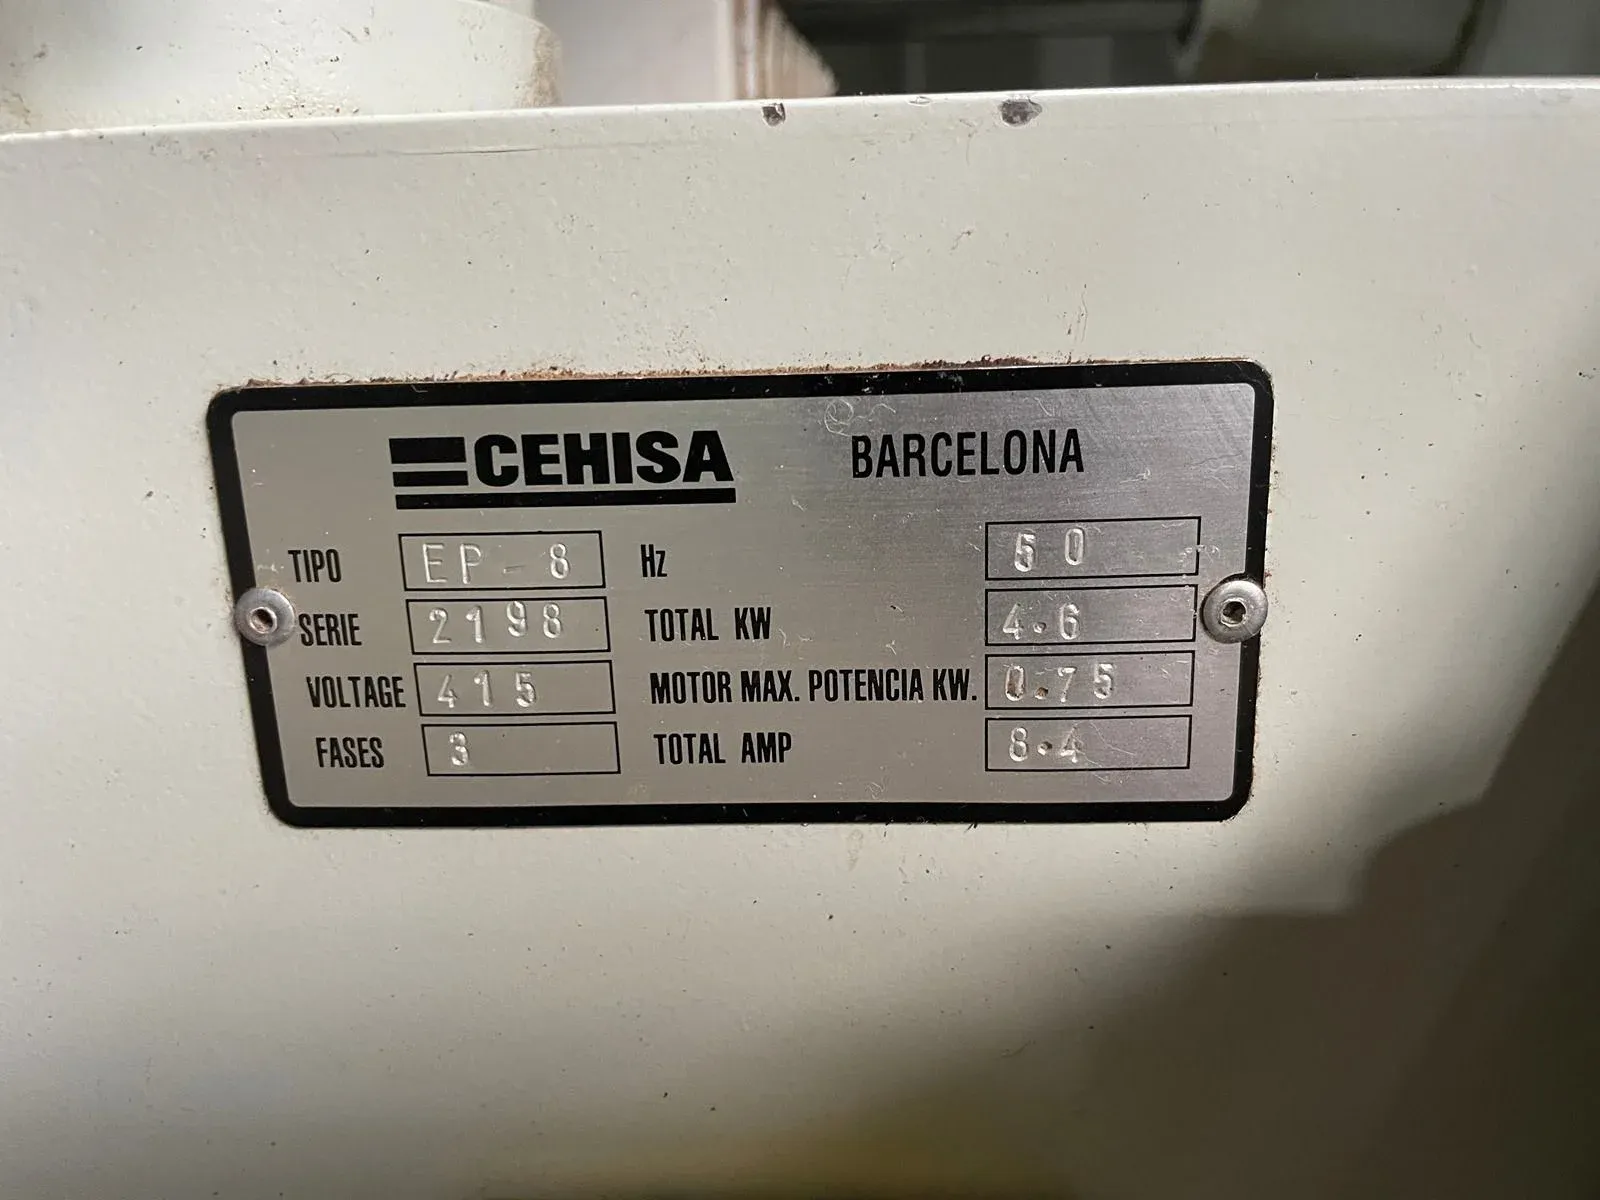 CEHISA BARCELONA
TIPO EP-8 Hz 50
SERIE 2198 TOTAL KW 4.6
VOLTAGE 415 MOTOR MAX. POTENCIA KW. 0.75
FASES 3 TOTAL AMP 8.4